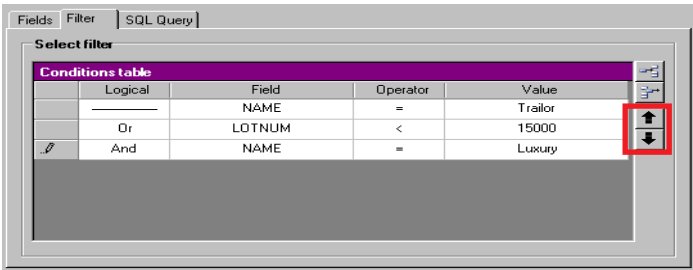 Fields Filter SQL Query
Select filter
Conditions table
Logical Field Operator Value
NAME = Trailor
Or LOTNUM < 15000
And NAME = Luxury